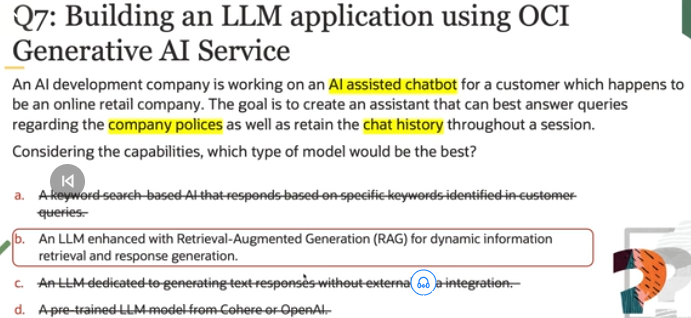 Q7: Building an LLM application using OCI
Generative AI Service
An AI development company is working on an AI assisted chatbot for a customer which happens to
be an online retail company. The goal is to create an assistant that can best answer queries
regarding the company polices as well as retain the chat history throughout a session.
Considering the capabilities, which type of model would be the best?
a. A keyword search-based AI that responds based on specific keywords identified in customer
queries.
b. An LLM enhanced with Retrieval-Augmented Generation (RAG) for dynamic information
retrieval and response generation.
c. An LLM dedicated to generating text responses without externa a integration.
d. A pre-trained LLM model from Cohere or OpenAI.